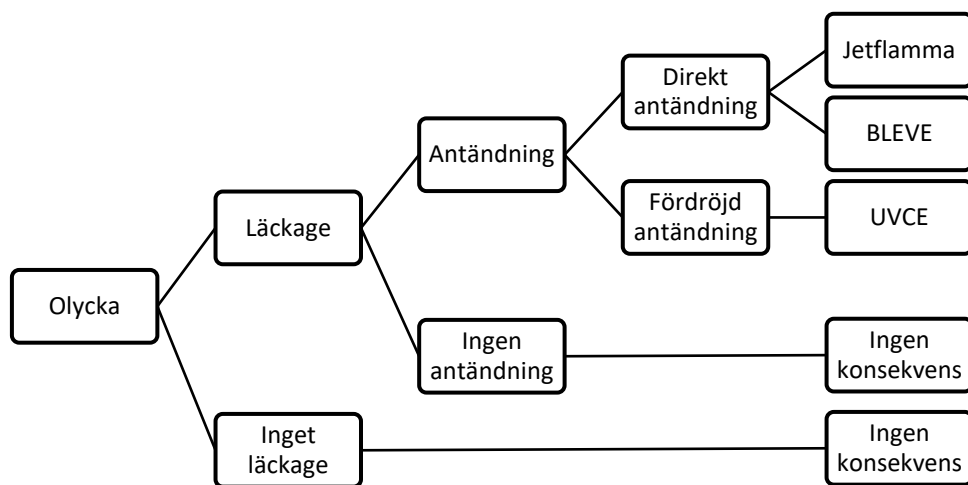 Jetflamma
Direkt
antändning
BLEVE
Antändning
Fördröjd
antändning
UVCE
Läckage
Olycka
Ingen
antändning
Ingen
konsekvens
Inget
läckage
Ingen
konsekvens